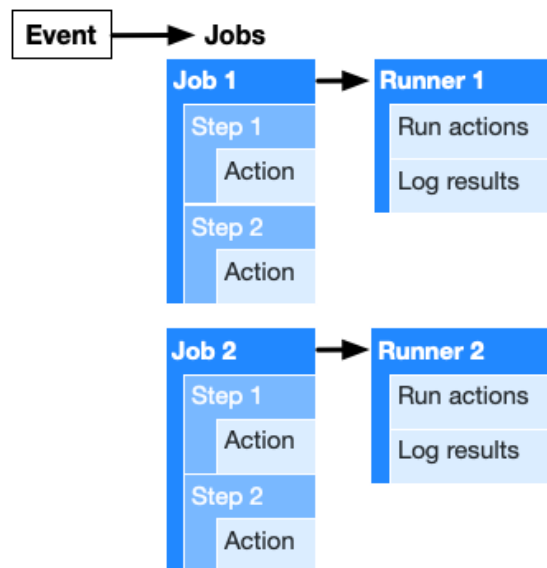 Event
Jobs
Job 1
Step 1
Action
Step 2
Action
Runner 1
Run actions
Log results
Job 2
Step 1
Action
Step 2
Action
Runner 2
Run actions
Log results